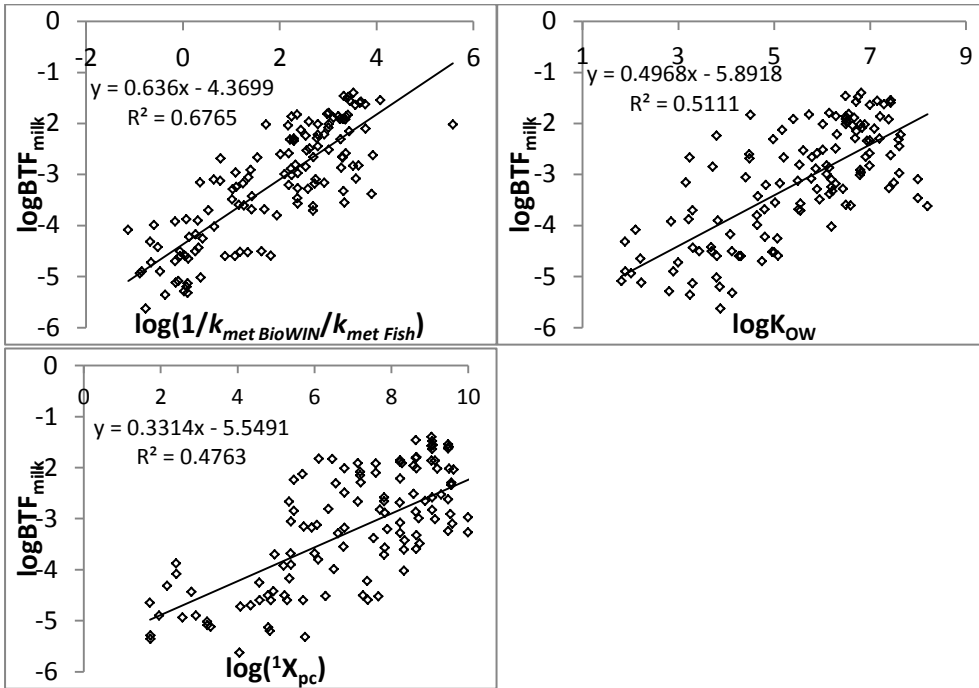 0
-2 0 2 4 6
-1
y = 0.636x - 4.3699
R² = 0.6765
-2
-3
-4
-5
-6
logBTFmilk
log(1/kmet BioWIN/kmet Fish)
0
1 3 5 7 9
-1
y = 0.4968x - 5.8918
R² = 0.5111
-2
-3
-4
-5
-6
logBTFmilk
logKOW
0
0 2 4 6 8 10
-1
y = 0.3314x - 5.5491
R² = 0.4763
-2
-3
-4
-5
-6
logBTFmilk
log(¹Xpc)